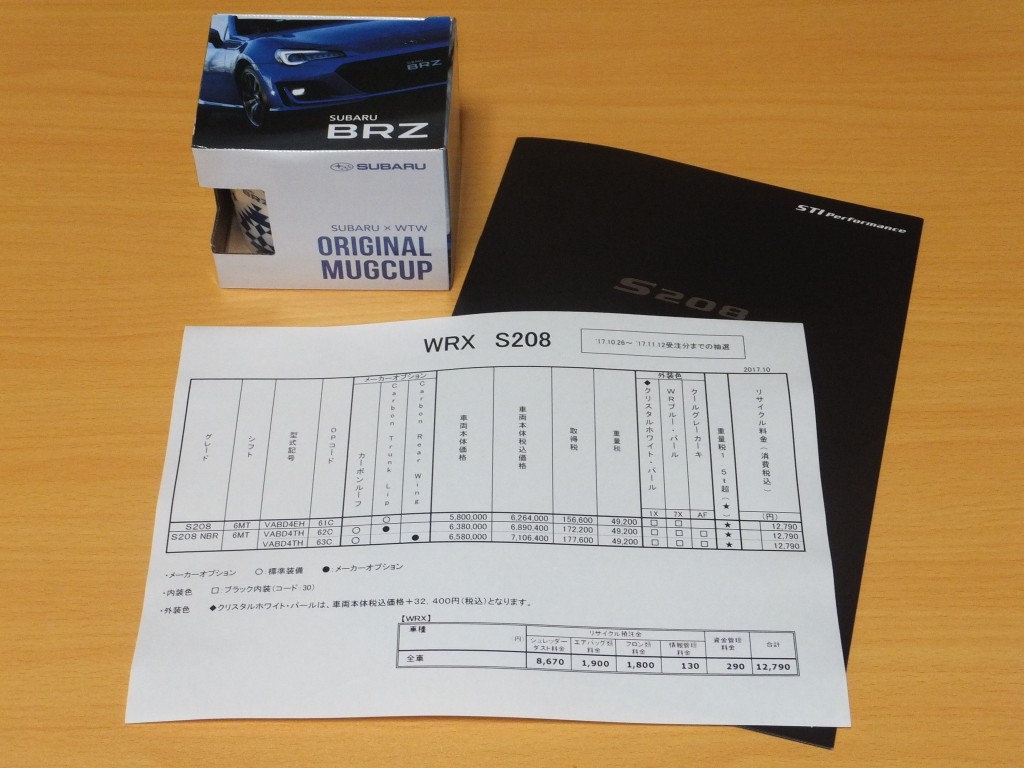 SUBARU
BRZ
SUBARU
BRZ
SUBARU
SUBARU × WTW
ORIGINAL
MUGCUP
STI Performance
S208
WRX S208
'17.10.26～ '17.11.12受注分までの抽選
2017.10
メーカーオプション
外装色
グレード
シフト
型式記号
OPコード
カーボンルーフ
Carbon Trunk Lip
Carbon Rear Wing
車両本体価格
車両本体税込価格
取得税
重量税
◆クリスタルホワイト・パール
WRブルー・パール
クールグレーカーキ
重量税1.5t超(★)
リサイクル料金(消費税込)
1X 7X AF (円)
S208 6MT VABD4EH 61C ○ 5,800,000 6,264,000 156,600 49,200 □ □ ★ 12,790
S208 NBR 6MT VABD4TH 62C ○ ● 6,380,000 6,890,400 172,200 49,200 □ □ □ ★ 12,790
VABD4TH 63C ○ ● 6,580,000 7,106,400 177,600 49,200 □ □ □ ★ 12,790
・メーカーオプション ○ 標準装備 ●：メーカーオプション
・内装色 □：ブラック内装(コード：30)
・外装色 ◆クリスタルホワイト・パールは、車両本体税込価格＋32，400円(税込)となります。
【WRX】
車種 円 リサイクル預託金 資金管理料金 合計
シュレッダーダスト料金 エアバッグ類料金 フロン類料金 情報管理料金
全車 8,670 1,900 1,800 130 290 12,790